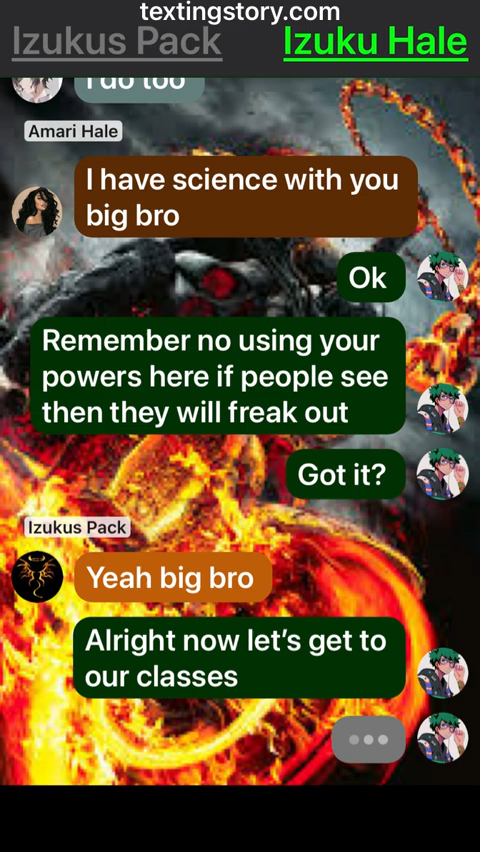 textingstory.com
Izukus Pack
Izuku Hale
I do too
Amari Hale
I have science with you
big bro
Ok
Remember no using your
powers here if people see
then they will freak out
Got it?
Izukus Pack
Yeah big bro
Alright now let’s get to
our classes